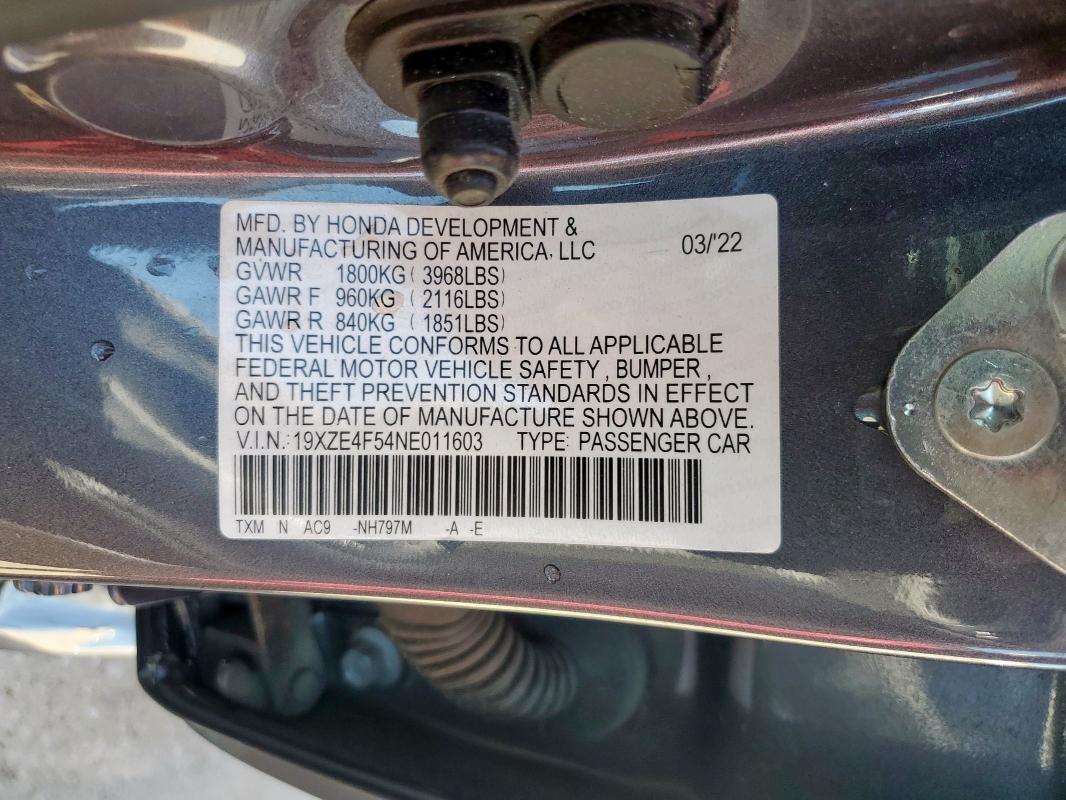 MFD. BY HONDA DEVELOPMENT &
MANUFACTURING OF AMERICA, LLC 03/'22
GVWR 1800KG ( 3968LBS)
GAWR F 960KG ( 2116LBS)
GAWR R 840KG ( 1851LBS)
THIS VEHICLE CONFORMS TO ALL APPLICABLE
FEDERAL MOTOR VEHICLE SAFETY , BUMPER ,
AND THEFT PREVENTION STANDARDS IN EFFECT
ON THE DATE OF MANUFACTURE SHOWN ABOVE.
V.I.N.: 19XZE4F54NE011603 TYPE: PASSENGER CAR
TXM N AC9 -NH797M -A -E